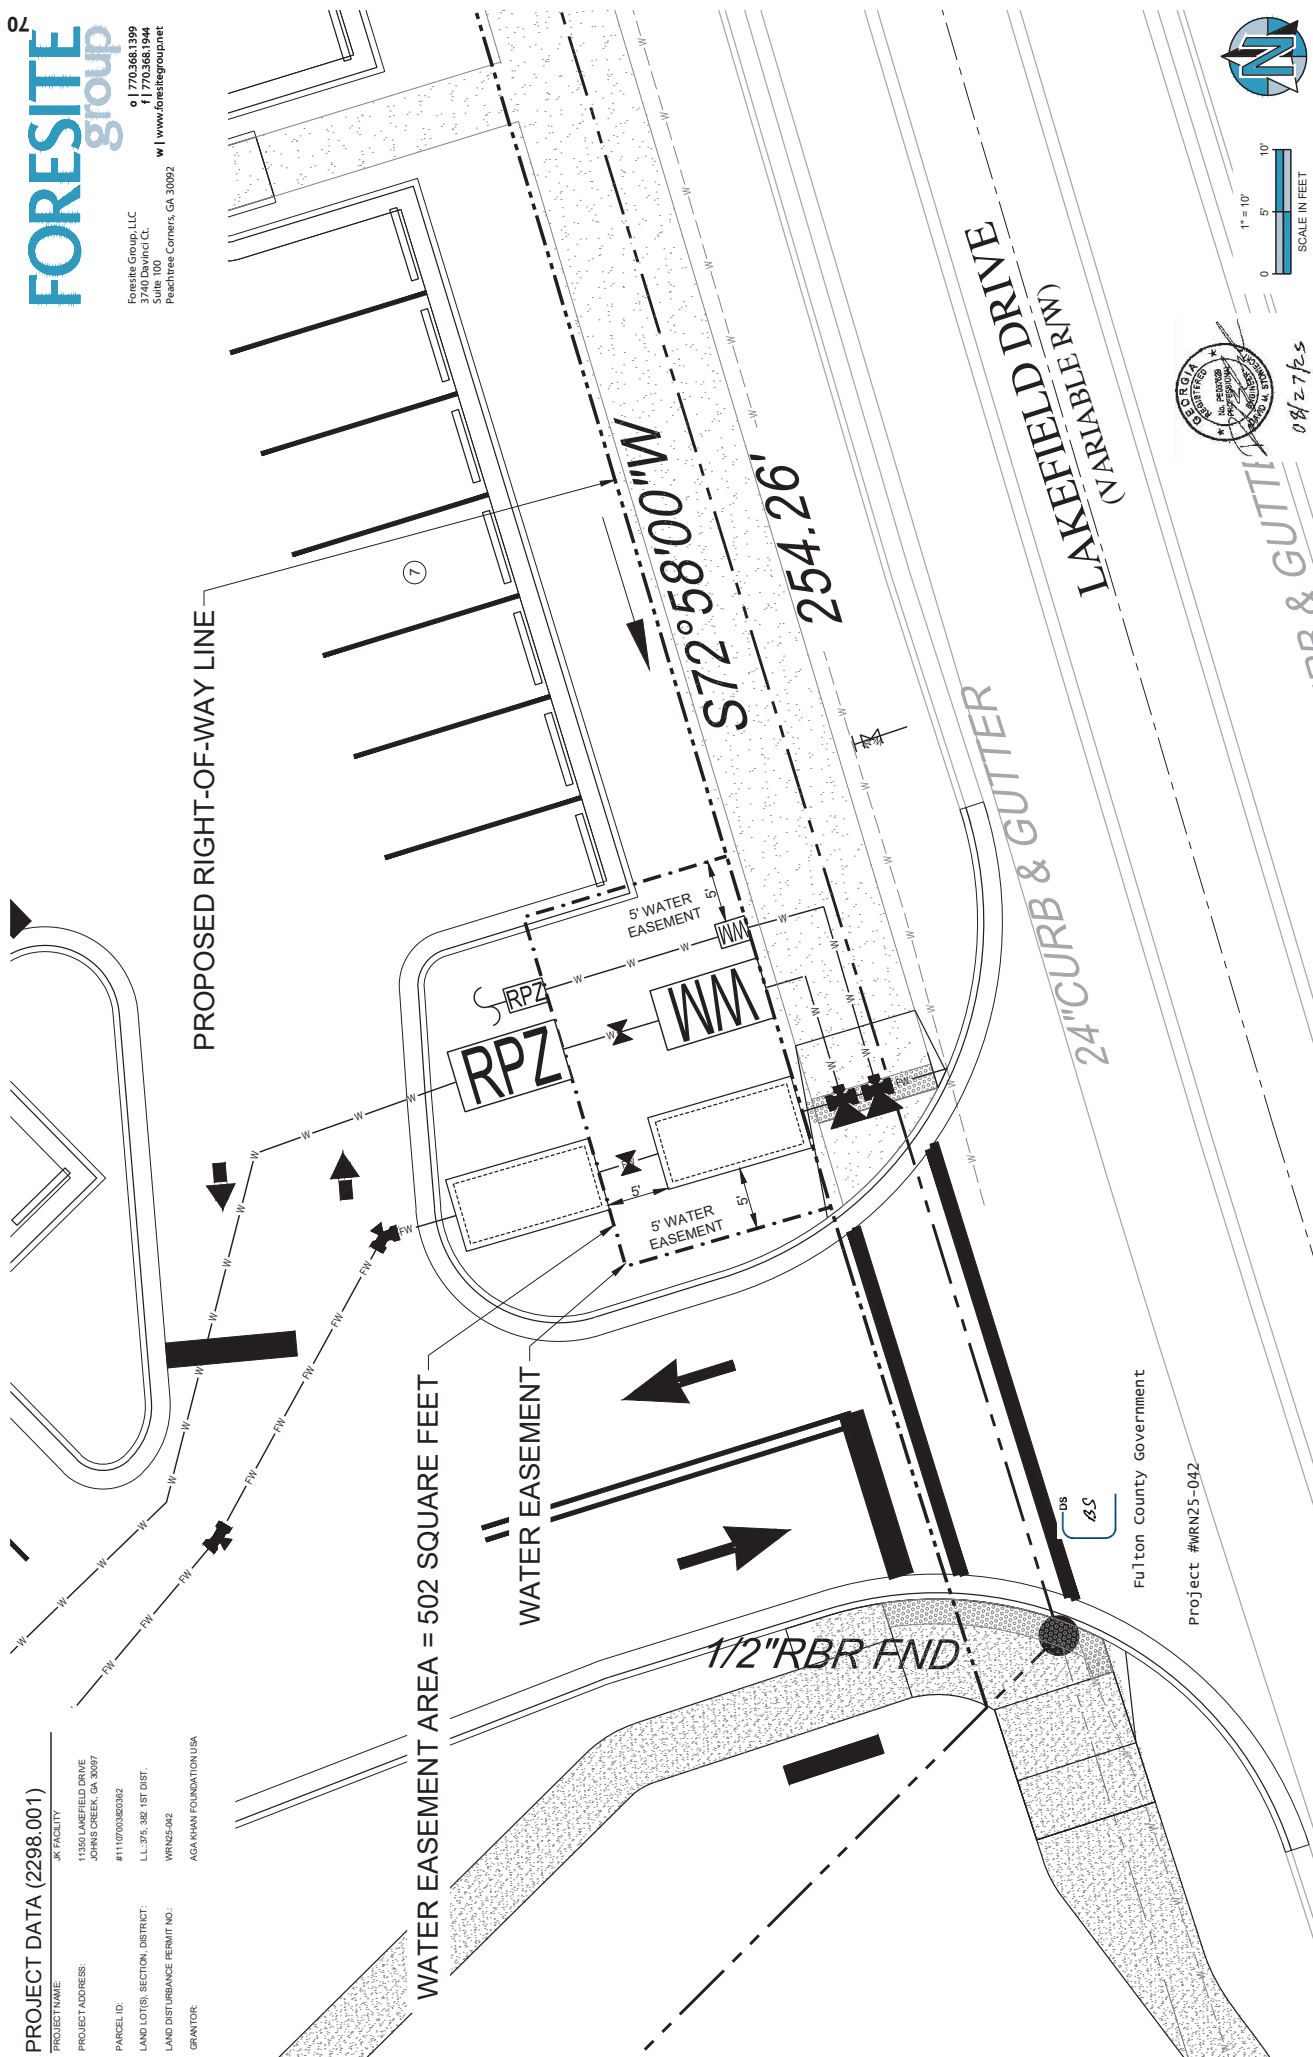 70
FORESITE
group
Foresite Group, LLC
3740 Davinci Ct.
Suite 100
Peachtree Corners, GA 30092
o | 770.368.1399
f | 770.368.1944
w | www.foresitegroup.net
PROJECT DATA (2298.001)
PROJECT NAME: JK FACILITY
PROJECT ADDRESS: 11350 LAKEFIELD DRIVE
JOHNS CREEK, GA 30097
LAND LOT(S), SECTION, DISTRICT: L.L. 375, 382 1ST DIST.
LAND DISTURBANCE PERMIT NO.: WRN25-042
GRANTOR: AGA KHAN FOUNDATION USA
PROPOSED RIGHT-OF-WAY LINE
7
S72°58'00"W
254.26'
LAKEFIELD DRIVE
(VARIABLE R/W)
24"CURB & GUTTER
& GUTTE
5' WATER
EASEMENT
5'
RPZ
WM
RPZ
WM
5'
5'
5' WATER
EASEMENT
W
FW
WATER EASEMENT AREA = 502 SQUARE FEET
WATER EASEMENT
1/2"RBR FND
DS
BS
Fulton County Government
Project #WRN25-042
GEORGIA
REGISTERED
PROFESSIONAL
ENGINEER
08/27/25
N
1" = 10'
0 5' 10'
SCALE IN FEET